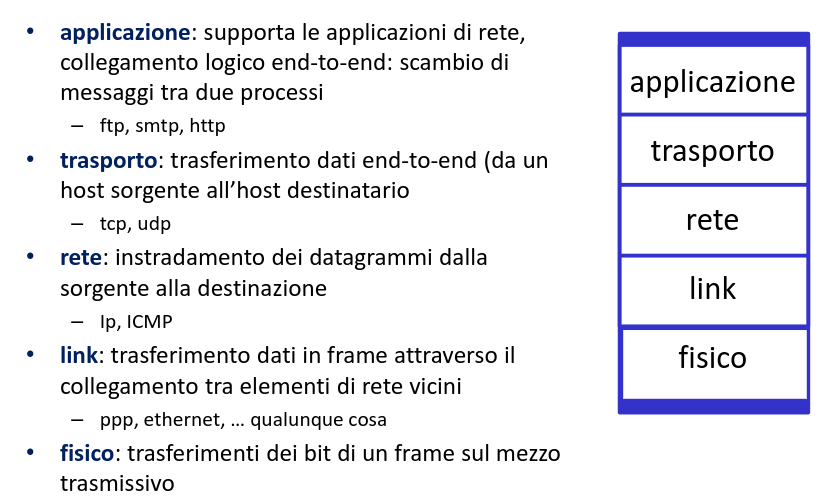 • applicazione: supporta le applicazioni di rete,
collegamento logico end-to-end: scambio di
messaggi tra due processi
– ftp, smtp, http
• trasporto: trasferimento dati end-to-end (da un
host sorgente all’host destinatario
– tcp, udp
• rete: instradamento dei datagrammi dalla
sorgente alla destinazione
– Ip, ICMP
• link: trasferimento dati in frame attraverso il
collegamento tra elementi di rete vicini
– ppp, ethernet, … qualunque cosa
• fisico: trasferimenti dei bit di un frame sul mezzo
trasmissivo
applicazione
trasporto
rete
link
fisico